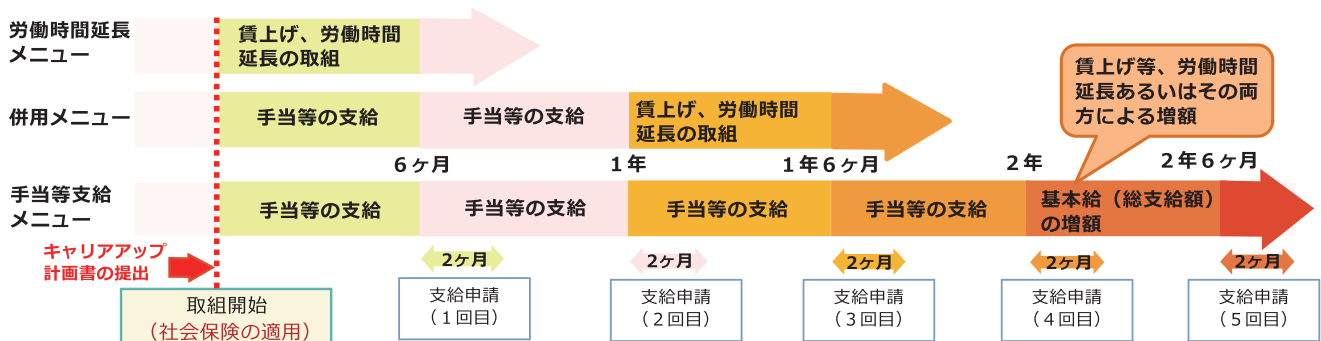 労働時間延長
メニュー
賃上げ、労働時間
延長の取組
併用メニュー
手当等の支給
手当等の支給
賃上げ、労働時間
延長の取組
賃上げ等、労働時間
延長あるいはその両
方による増額
6ヶ月
1年
1年6ヶ月
2年
2年6ヶ月
手当等支給
メニュー
手当等の支給
手当等の支給
手当等の支給
手当等の支給
基本給（総支給額）
の増額
キャリアアップ
計画書の提出
2ヶ月
2ヶ月
2ヶ月
2ヶ月
2ヶ月
取組開始
（社会保険の適用）
支給申請
（1回目）
支給申請
（2回目）
支給申請
（3回目）
支給申請
（4回目）
支給申請
（5回目）